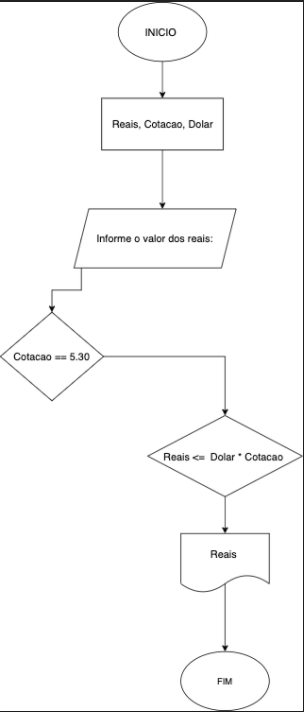 INICIO
Reais, Cotacao, Dolar
Informe o valor dos reais:
Cotacao == 5.30
Reais <= Dolar * Cotacao
Reais
FIM